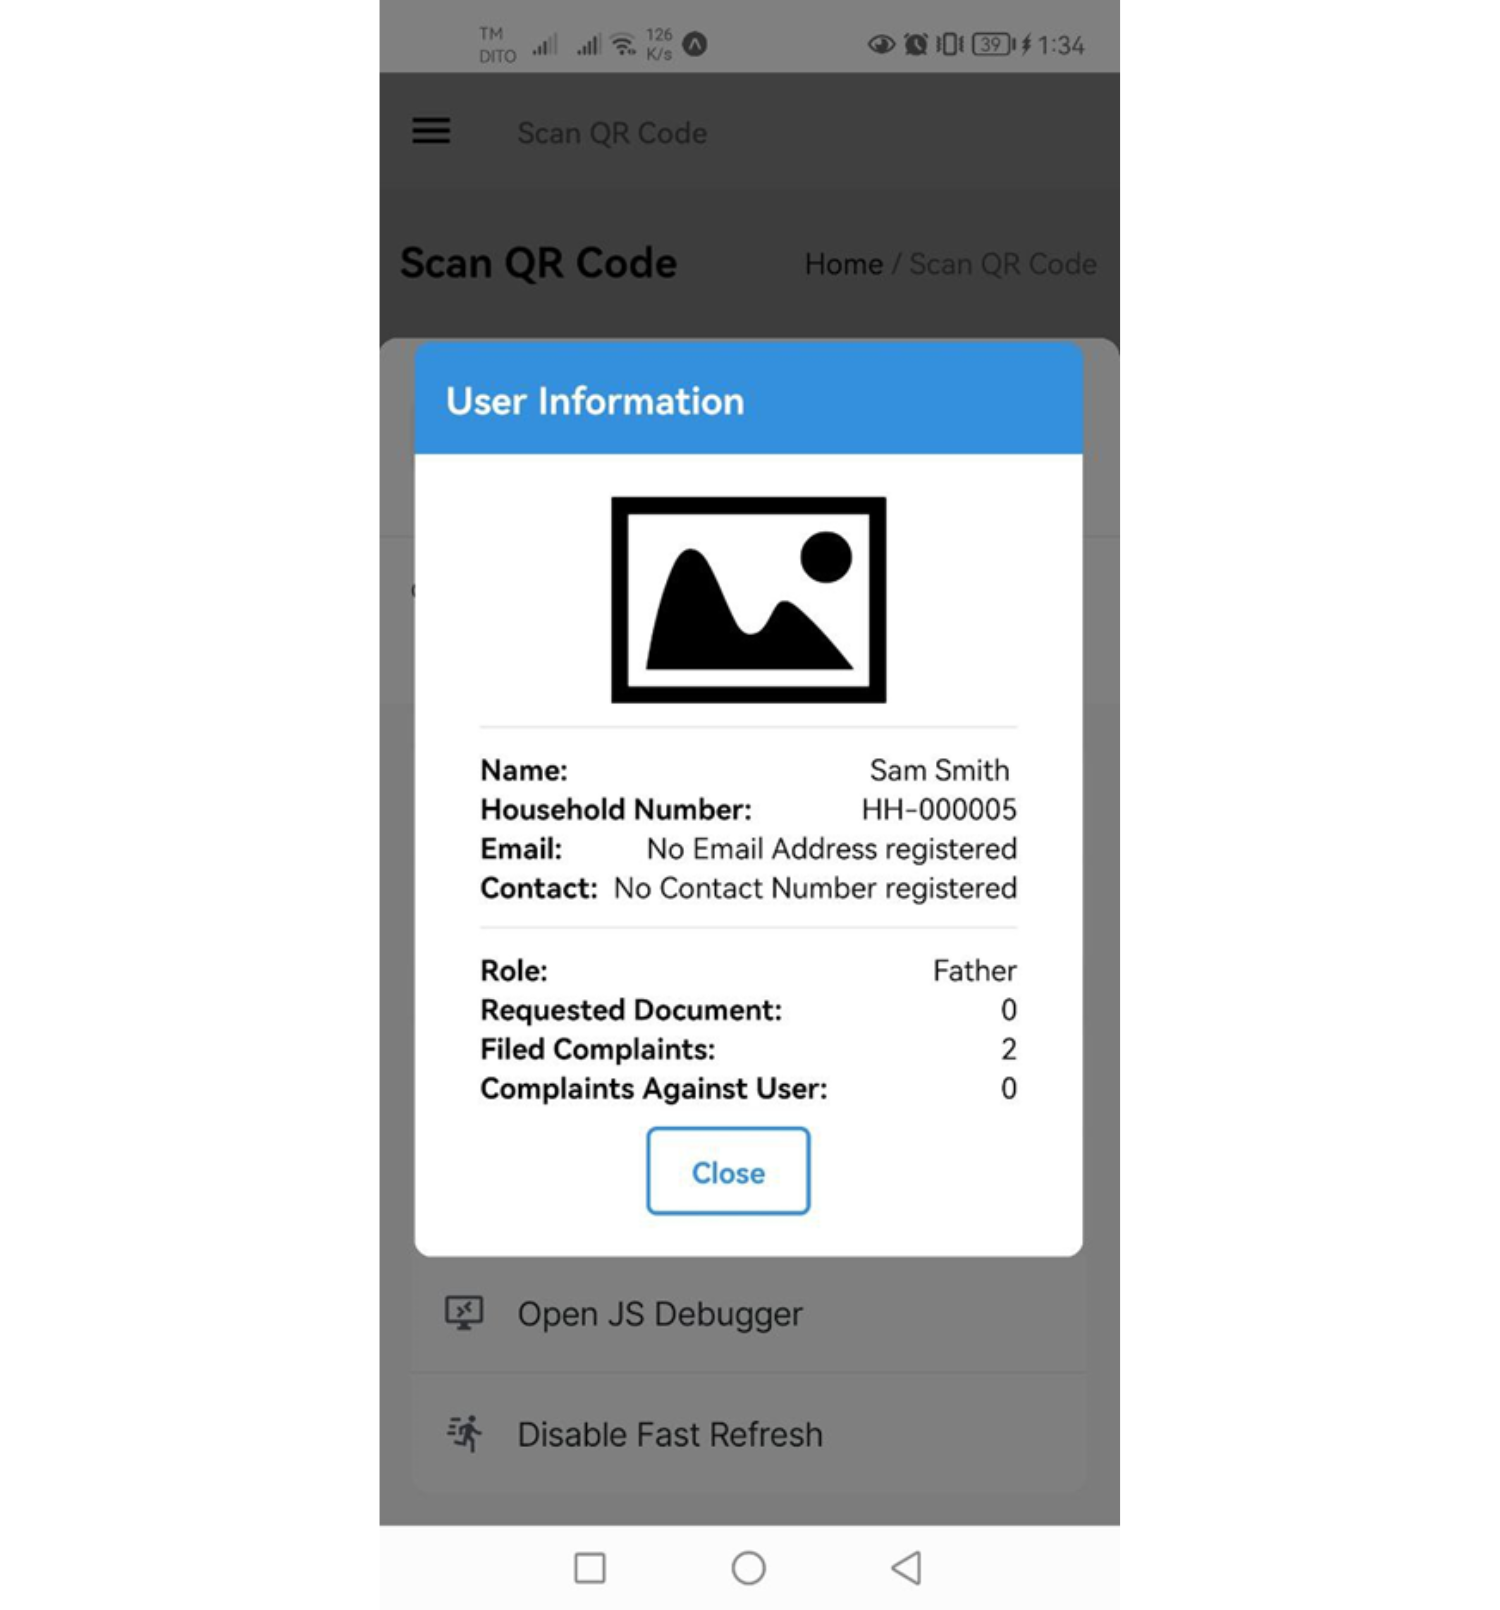 TM
DITO
126
K/s
39
1:34
Scan QR Code
Scan QR Code
Home / Scan QR Code
User Information
Name: Sam Smith
Household Number: HH-000005
Email: No Email Address registered
Contact: No Contact Number registered
Role: Father
Requested Document: 0
Filed Complaints: 2
Complaints Against User: 0
Close
Open JS Debugger
Disable Fast Refresh